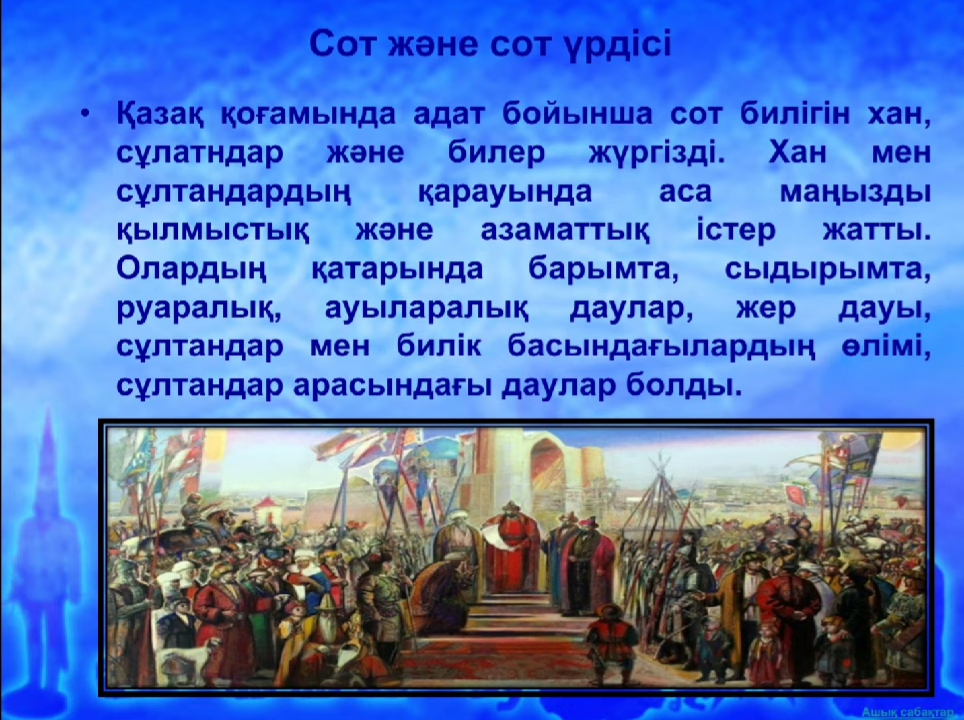 Сот және сот үрдісі
• Қазақ қоғамында адат бойынша сот билігін хан,
сұлатндар және билер жүргізді. Хан мен
сұлтандардың қарауында аса маңызды
қылмыстық және азаматтық істер жатты.
Олардың қатарында барымта, сыдырымта,
руаралық, ауыларалық даулар, жер дауы,
сұлтандар мен билік басындағылардың өлімі,
сұлтандар арасындағы даулар болды.
Ашық сабақтар